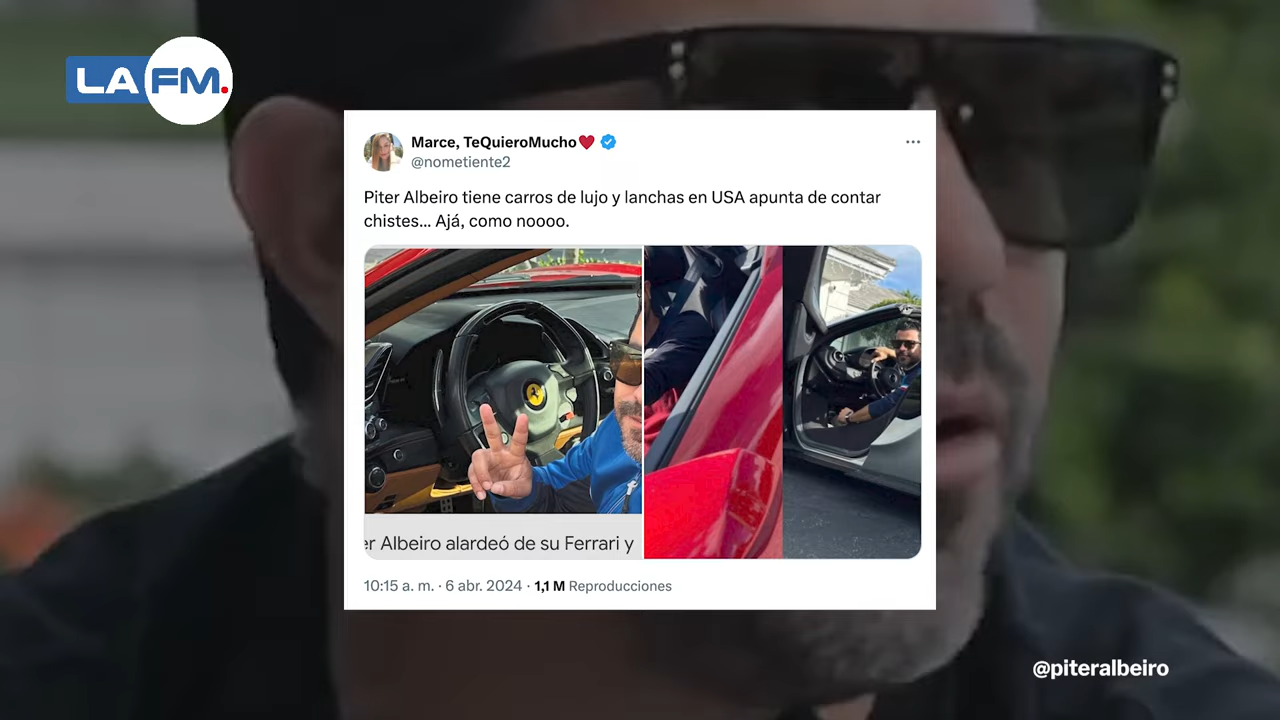 LA FM.
Marce, TeQuieroMucho❤️
@nometiente2
Piter Albeiro tiene carros de lujo y lanchas en USA apunta de contar
chistes... Ajá, como noooo.
er Albeiro alardeó de su Ferrari y
10:15 a. m. · 6 abr. 2024 · 1,1 M Reproducciones
@piteralbeiro